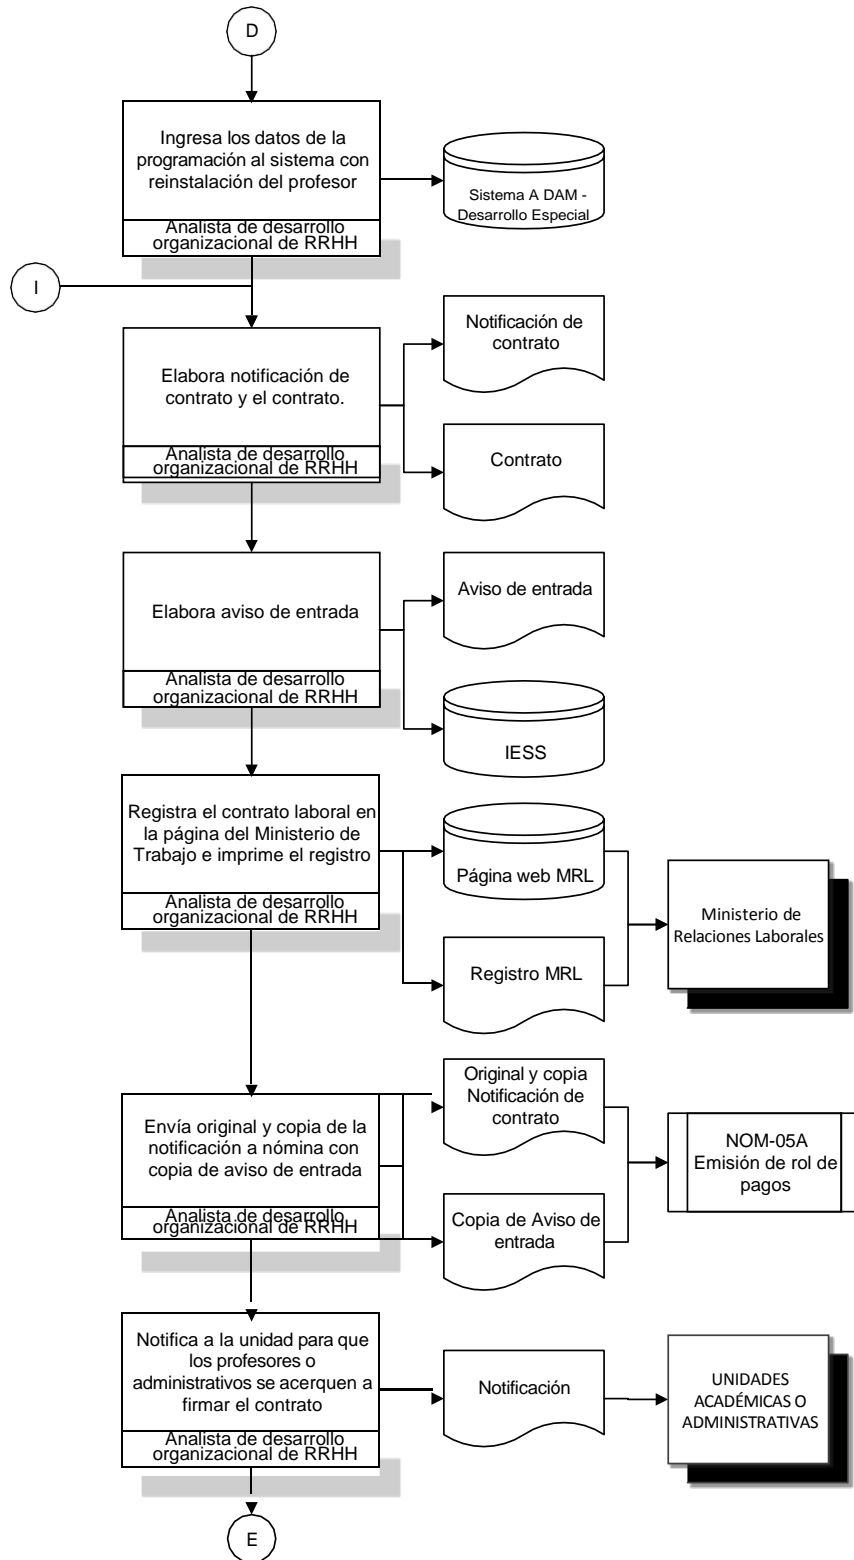 D
Ingresa los datos de la
programación al sistema con
reinstalación del profesor
Analista de desarrollo
organizacional de RRHH
Sistema A DAM -
Desarrollo Especial
I
Elabora notificación de
contrato y el contrato.
Analista de desarrollo
organizacional de RRHH
Notificación de
contrato
Contrato
Elabora aviso de entrada
Analista de desarrollo
organizacional de RRHH
Aviso de entrada
IESS
Registra el contrato laboral en
la página del Ministerio de
Trabajo e imprime el registro
Analista de desarrollo
organizacional de RRHH
Página web MRL
Registro MRL
Ministerio de
Relaciones Laborales
Envía original y copia de la
notificación a nómina con
copia de aviso de entrada
Analista de desarrollo
organizacional de RRHH
Original y copia
Notificación de
contrato
Copia de Aviso de
entrada
NOM-05A
Emisión de rol de
pagos
Notifica a la unidad para que
los profesores o
administrativos se acerquen a
firmar el contrato
Analista de desarrollo
organizacional de RRHH
Notificación
UNIDADES
ACADÉMICAS O
ADMINISTRATIVAS
E